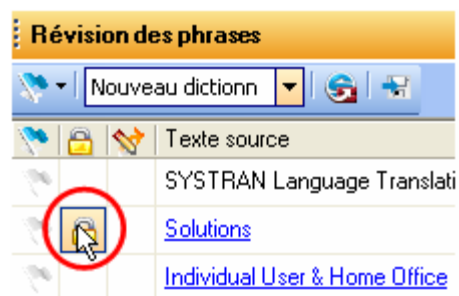 Révision des phrases
Nouveau dictionn
Texte source
SYSTRAN Language Translati
Solutions
Individual User & Home Office